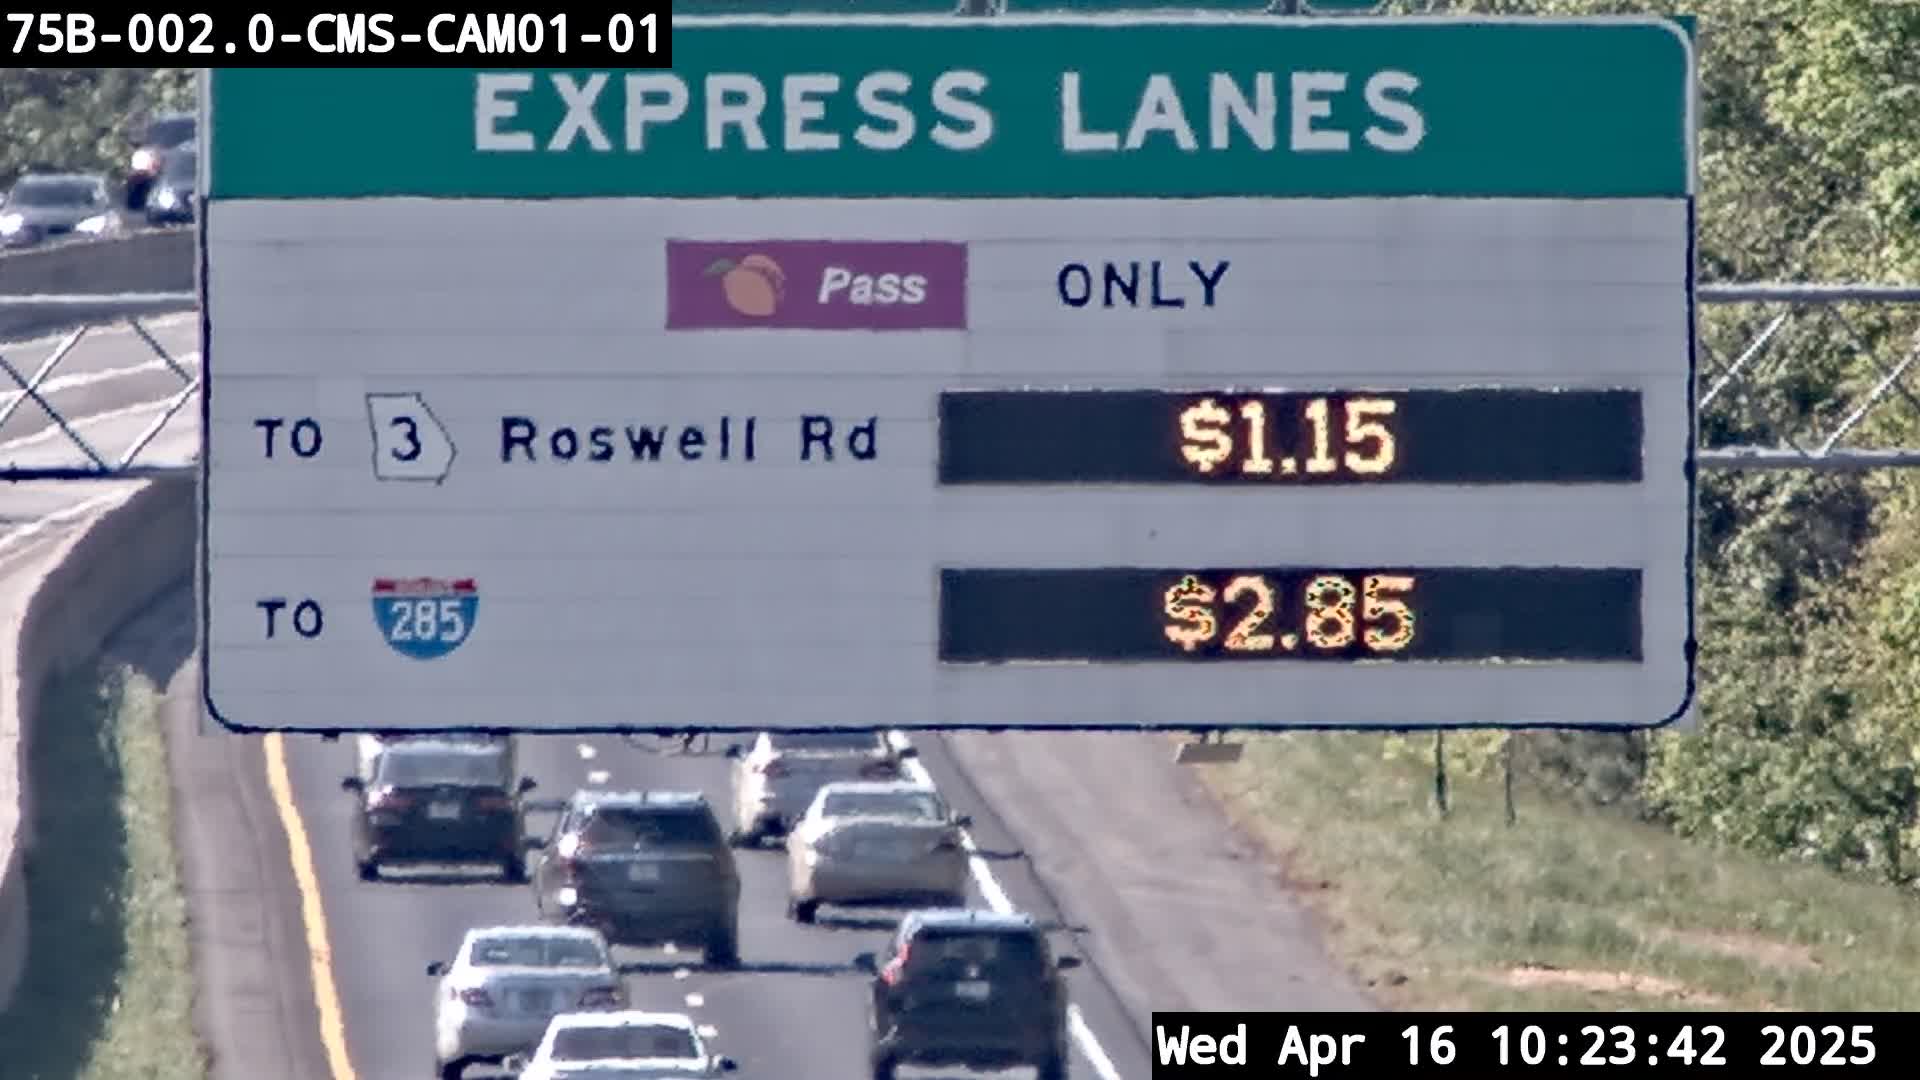 75B-002.0-CMS-CAM01-01
EXPRESS LANES
Pass ONLY
TO 3 Roswell Rd $1.15
TO 285 $2.85
Wed Apr 16 10:23:42 2025